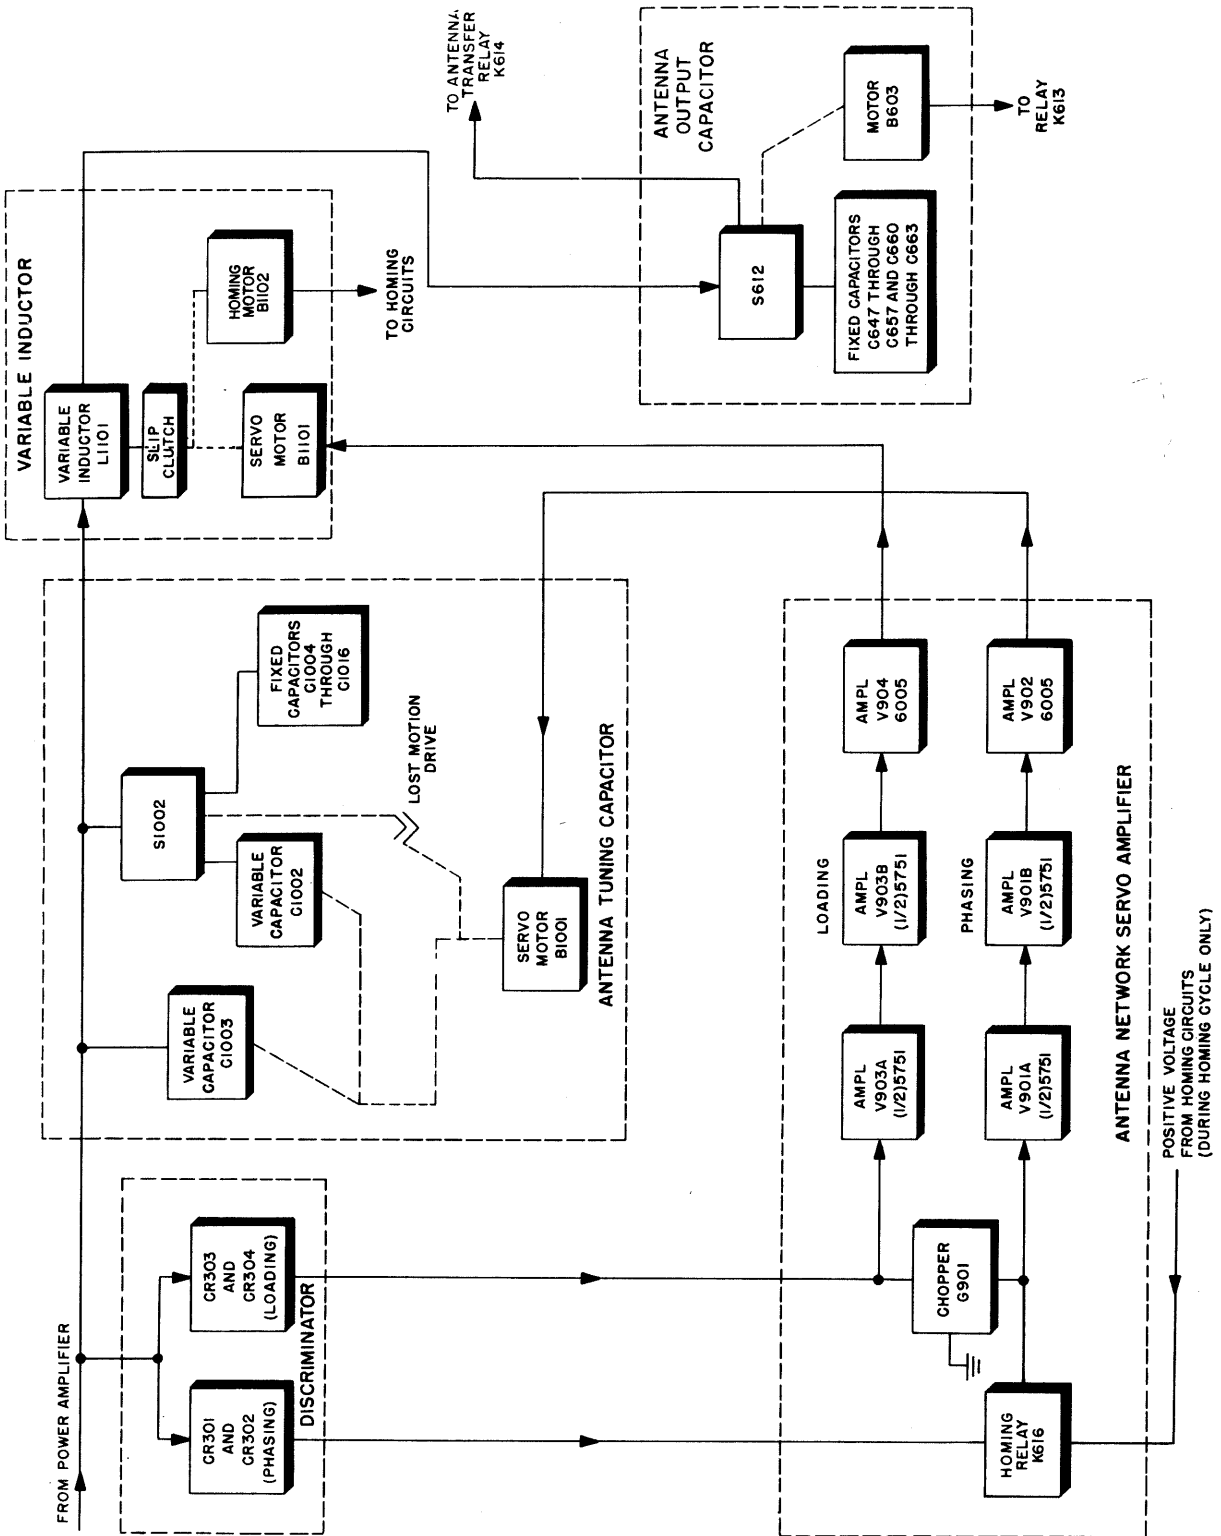 FROM POWER AMPLIFIER
CR301
AND
CR302
(PHASING)
CR303
AND
CR304
(LOADING)
DISCRIMINATOR
VARIABLE
CAPACITOR
C1003
S1002
VARIABLE
CAPACITOR
C1002
FIXED
CAPACITORS
C1004
THROUGH
C1016
LOST MOTION
DRIVE
SERVO
MOTOR
B1001
ANTENNA TUNING CAPACITOR
VARIABLE INDUCTOR
VARIABLE
INDUCTOR
L1101
SLIP
CLUTCH
SERVO
MOTOR
B1101
HOMING
MOTOR
B1102
TO HOMING
CIRCUITS
TO ANTENNA
TRANSFER
RELAY
K614
ANTENNA
OUTPUT
CAPACITOR
S612
MOTOR
B603
FIXED CAPACITORS
C647 THROUGH
C657 AND C660
THROUGH C663
TO
RELAY
K613
HOMING
RELAY
K616
CHOPPER
G901
LOADING
AMPL
V903A
(1/2)5751
AMPL
V903B
(1/2)5751
AMPL
V904
6005
PHASING
AMPL
V901A
(1/2)5751
AMPL
V901B
(1/2)5751
AMPL
V902
6005
ANTENNA NETWORK SERVO AMPLIFIER
POSITIVE VOLTAGE
FROM HOMING CIRCUITS
(DURING HOMING CYCLE ONLY)